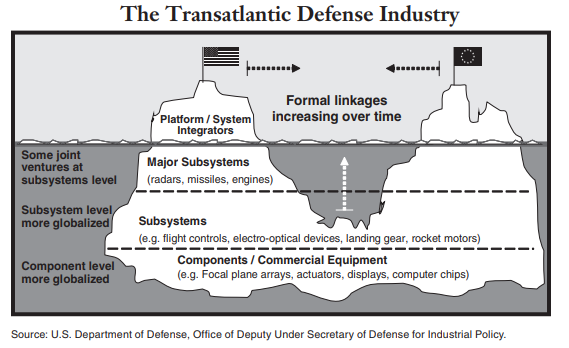 The Transatlantic Defense Industry
Formal linkages
increasing over time
Platform / System
Integrators
Some joint
ventures at
subsystems level
Major Subsystems
(radars, missiles, engines)
Subsystem level
more globalized
Subsystems
(e.g. flight controls, electro-optical devices, landing gear, rocket motors)
Component level
more globalized
Components / Commercial Equipment
(e.g. Focal plane arrays, actuators, displays, computer chips)
Source: U.S. Department of Defense, Office of Deputy Under Secretary of Defense for Industrial Policy.